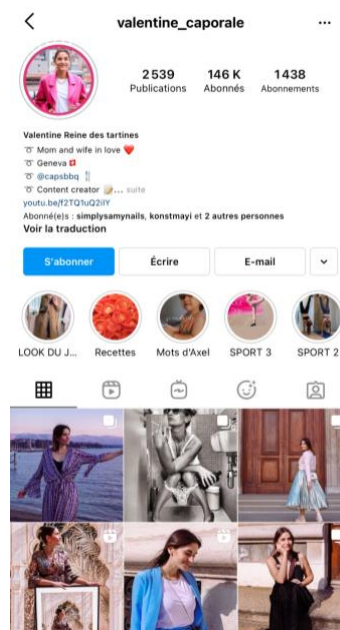 valentine_caporale
2 539 146 K 1 438
Publications Abonnés Abonnements
Valentine Reine des tartines
Mom and wife in love ❤️
Geneva 🇨🇭
@capsbbq
Content creator 📝... suite
youtu.be/f2TQ1uQ2iIY
Abonné(e)s : simplysamynails, konstmayi et 2 autres personnes
Voir la traduction
S'abonner Écrire E-mail
LOOK DU J... Recettes Mots d'Axel SPORT 3 SPORT 2